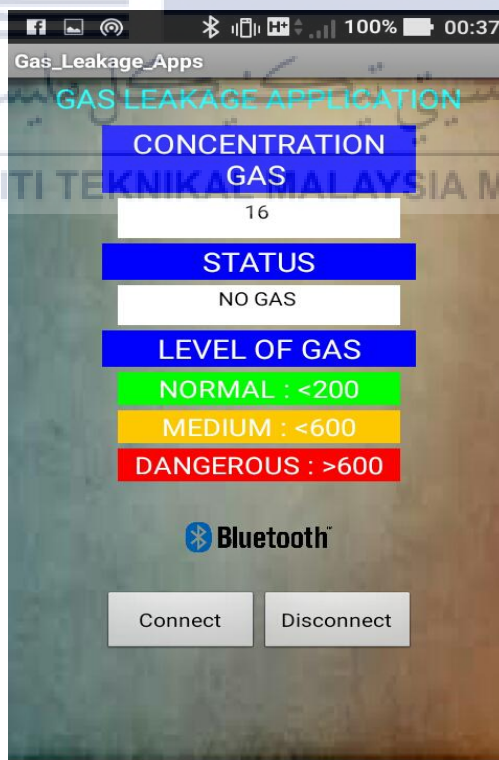 H+ 100% 00:37
Gas_Leakage_Apps
GAS LEAKAGE APPLICATION
CONCENTRATION
GAS
TI TEKNIKAL MALAYSIA M
16
STATUS
NO GAS
LEVEL OF GAS
NORMAL : <200
MEDIUM : <600
DANGEROUS : >600
Bluetooth
Connect Disconnect